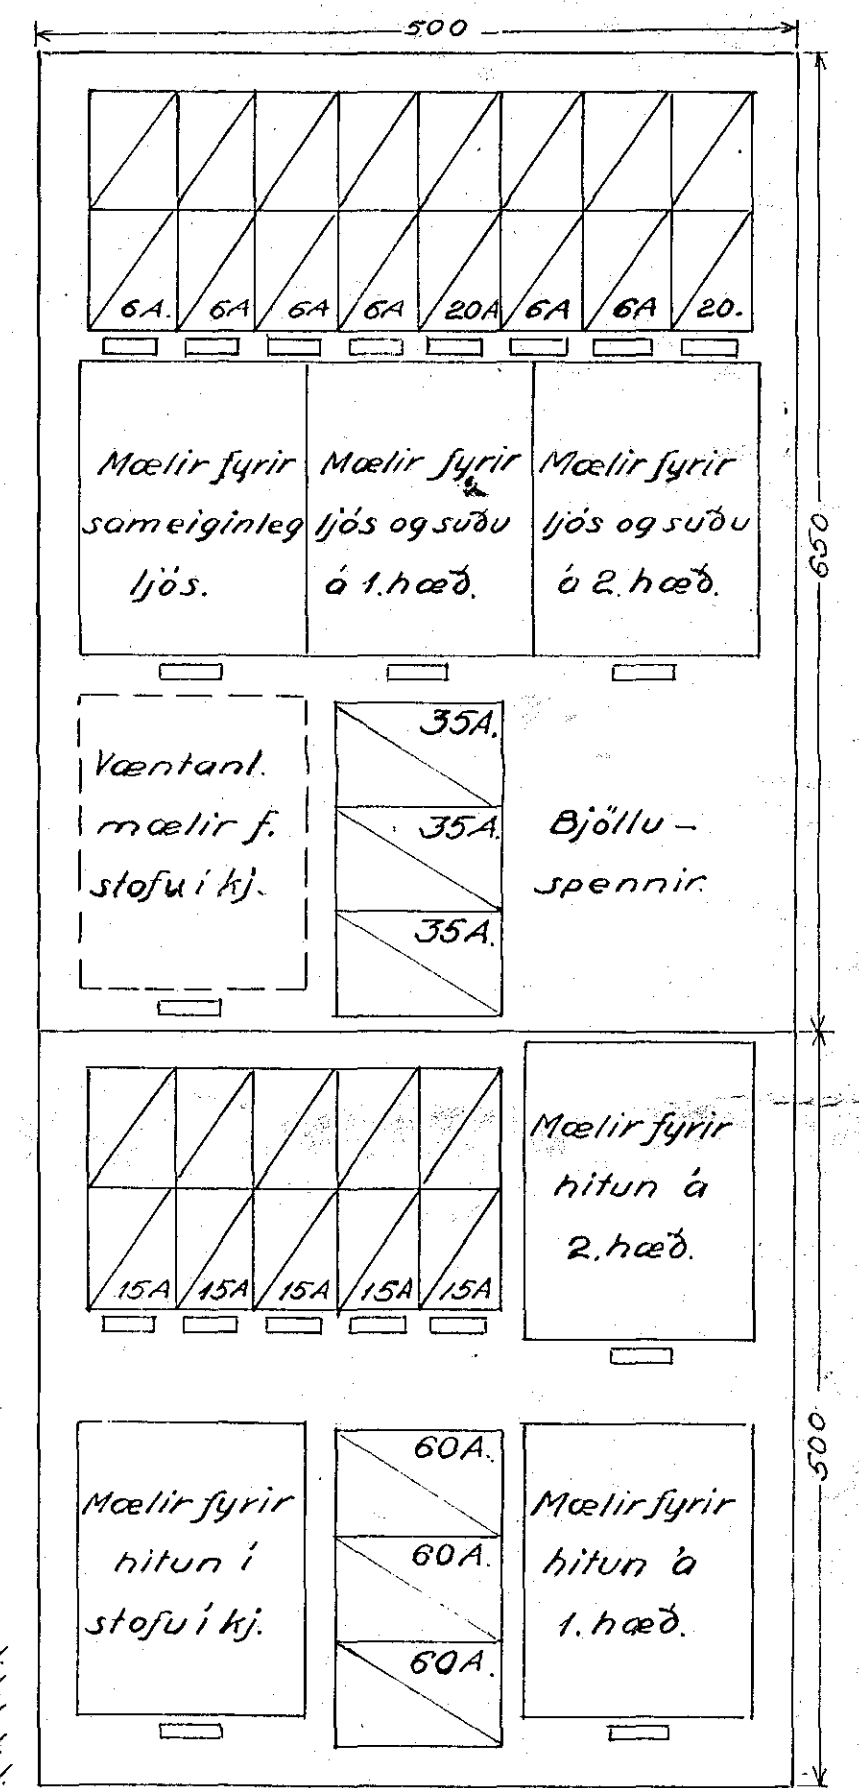 500
6A. 6A 6A 6A 20A 6A 6A 20.
Mælir fyrir
sameiginleg
ljós.
Mælir fyrir
ljós og suðu
á 1. hæð.
Mælir fyrir
ljós og suðu
á 2. hæð.
650
Væntanl.
mælir f.
stofu í kj.
35A.
35A.
35A.
Bjöllu-
spennir.
15A 15A 15A 15A 15A
Mælir fyrir
hitun á
2. hæð.
500
Mælir fyrir
hitun í
stofu í kj.
60A.
60A.
60A.
Mælir fyrir
hitun á
1. hæð.